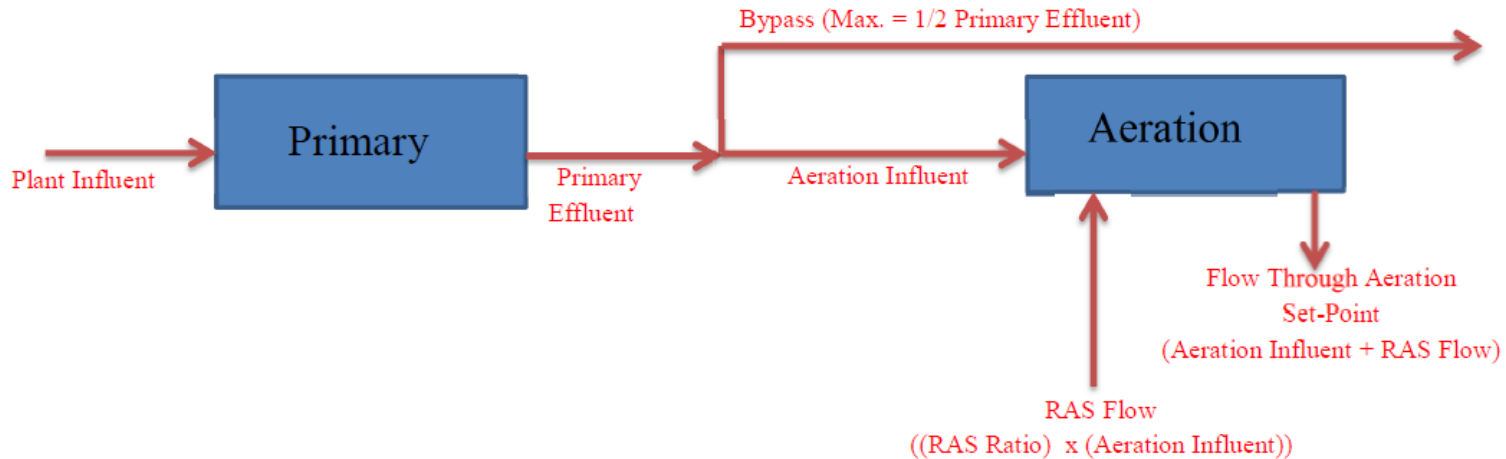 Bypass (Max. = 1/2 Primary Effluent)
Primary
Aeration
Plant Influent
Primary
Effluent
Aeration Influent
Flow Through Aeration
Set-Point
(Aeration Influent + RAS Flow)
RAS Flow
((RAS Ratio) x (Aeration Influent))